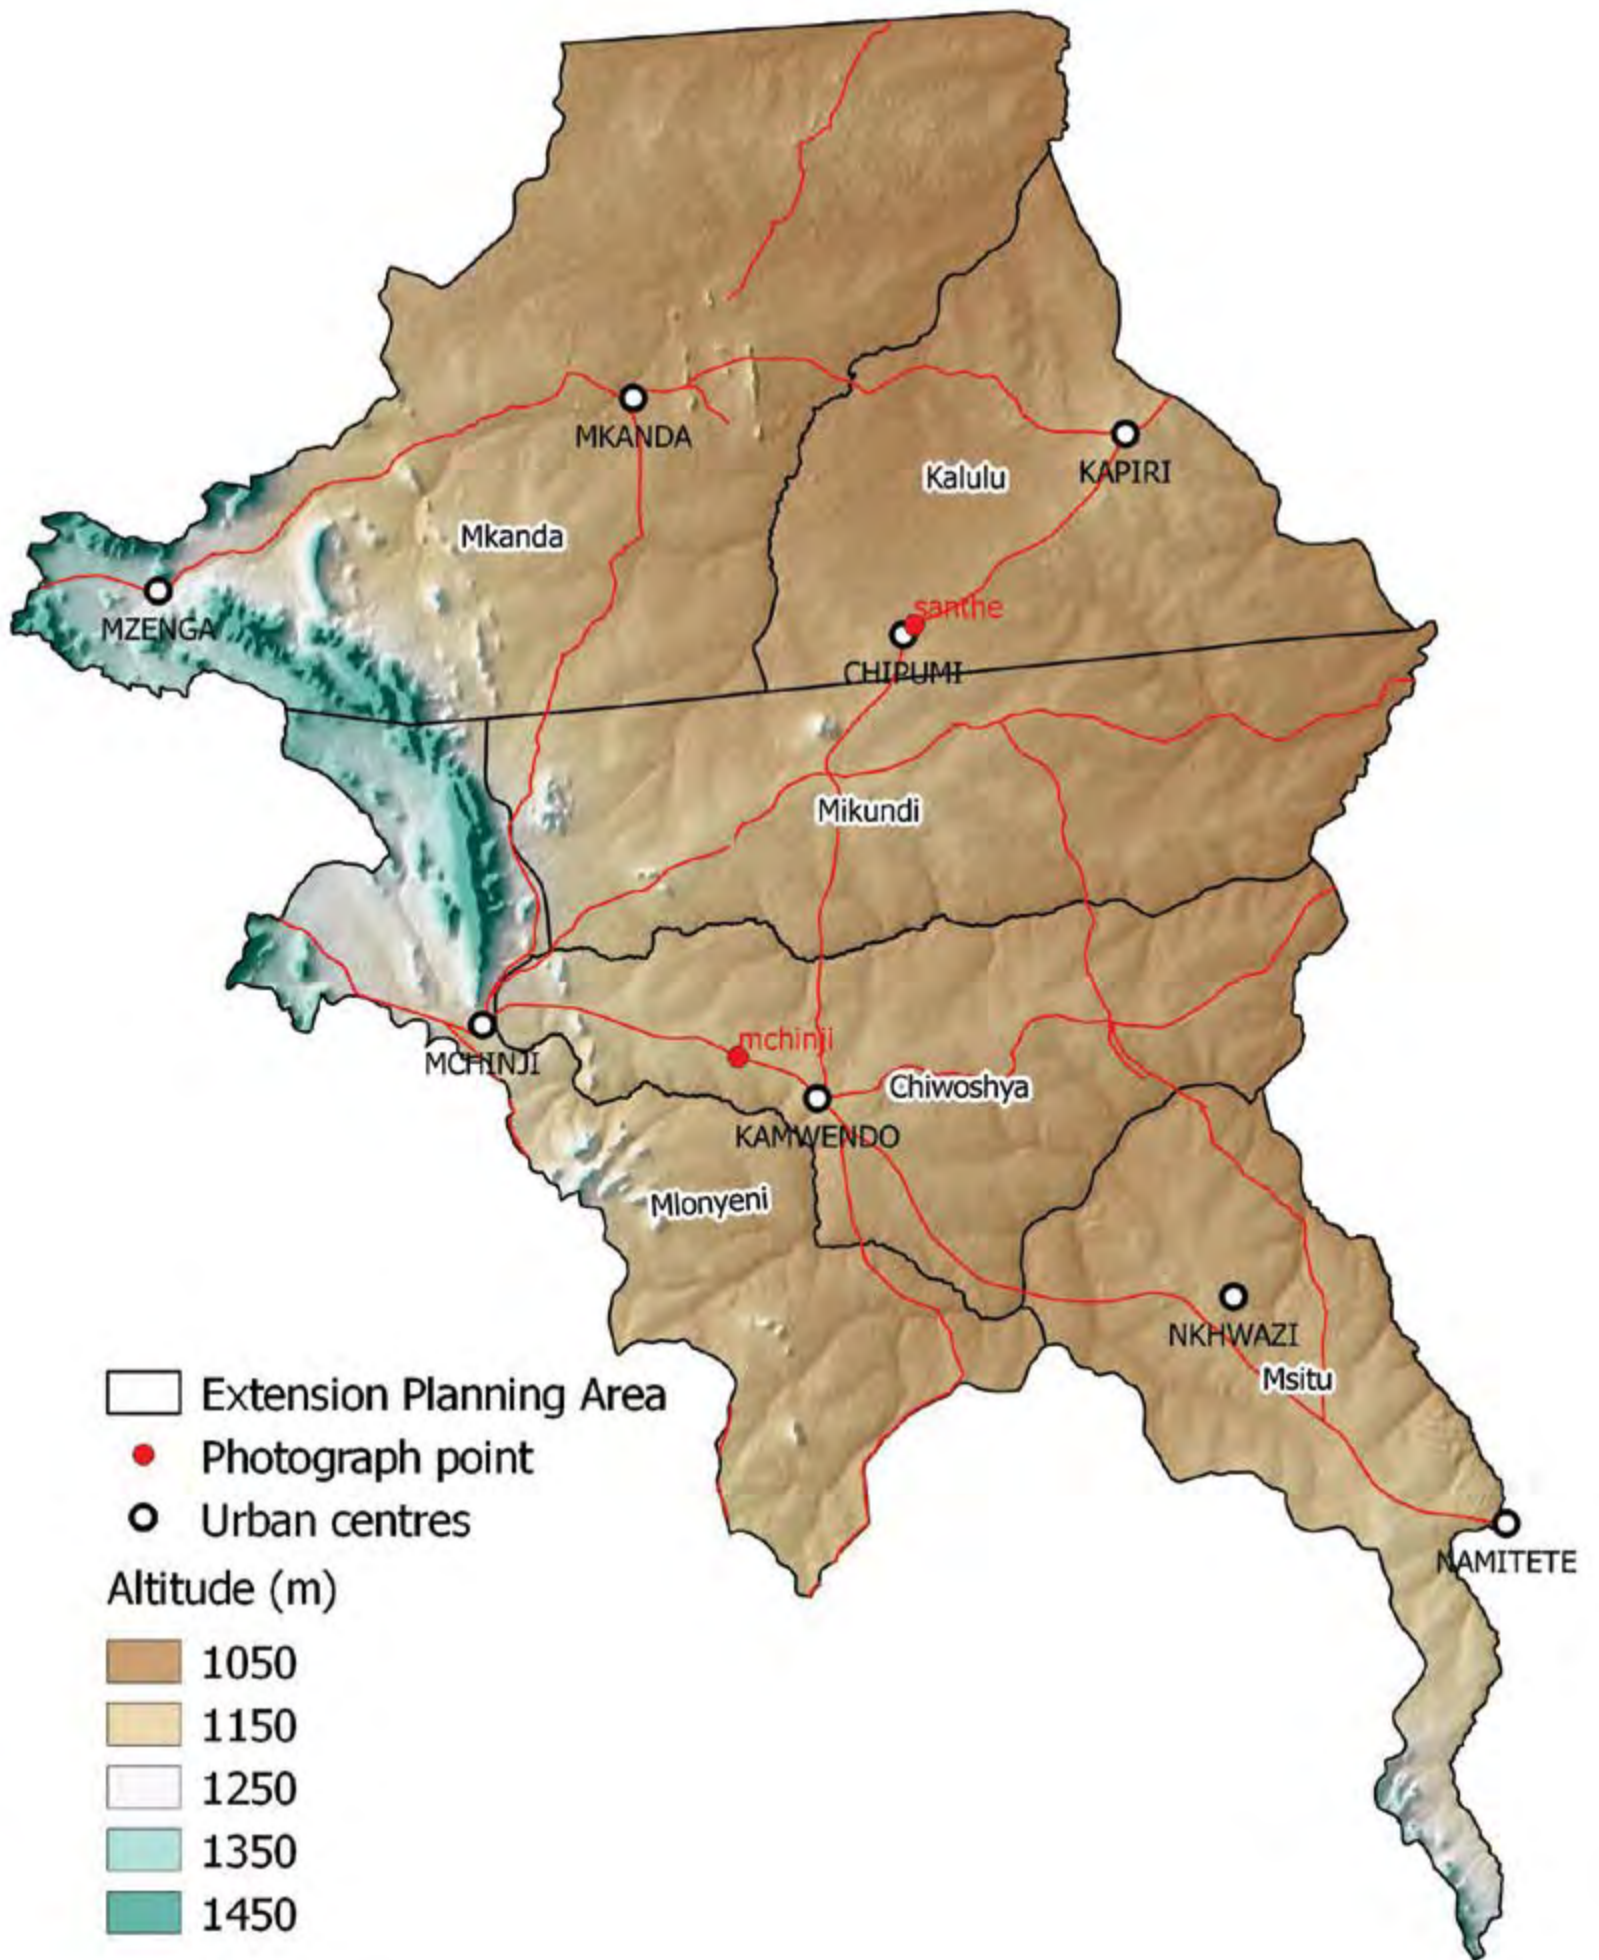 MKANDA
Kalulu
KAPIRI
Mkanda
santhe
MZENGA
CHIPUMI
Mikundi
mchinji
MCHINJI
Chiwoshya
KAMWENDO
Mlonyeni
NKHWAZI
Msitu
NAMITETE
Extension Planning Area
Photograph point
Urban centres
Altitude (m)
1050
1150
1250
1350
1450